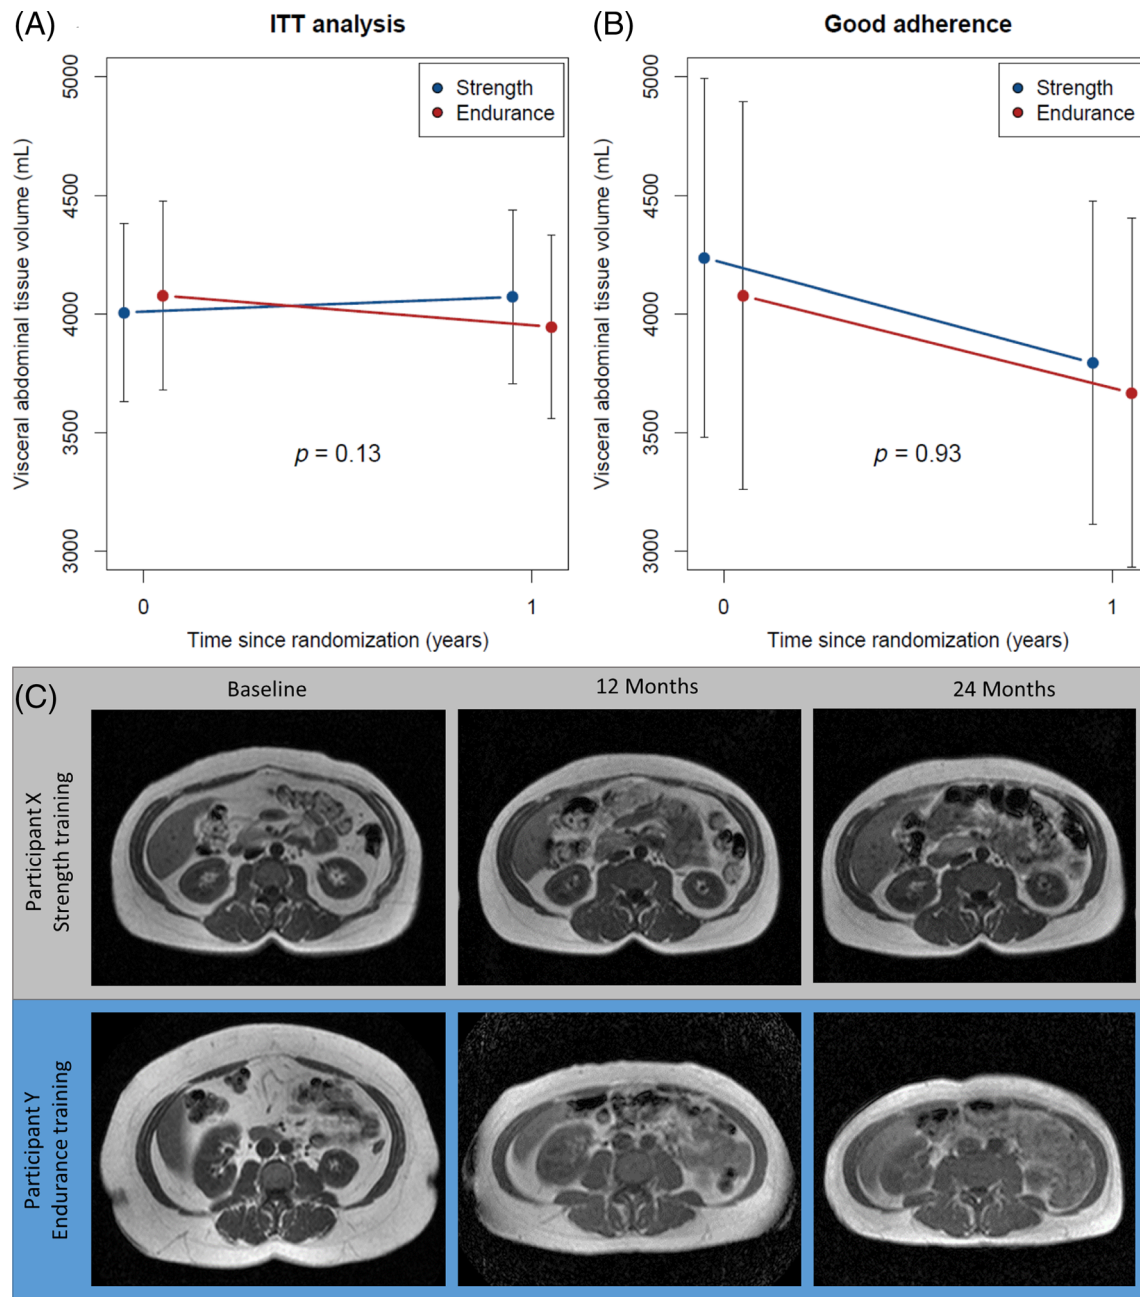 (A)
ITT analysis
Strength
Endurance
5000
4500
4000
3500
3000
Visceral abdominal tissue volume (mL)
p = 0.13
0
1
Time since randomization (years)
(B)
Good adherence
Strength
Endurance
5000
4500
4000
3500
3000
Visceral abdominal tissue volume (mL)
p = 0.93
0
1
Time since randomization (years)
(C)
Baseline
12 Months
24 Months
Participant X
Strength training
Participant Y
Endurance training